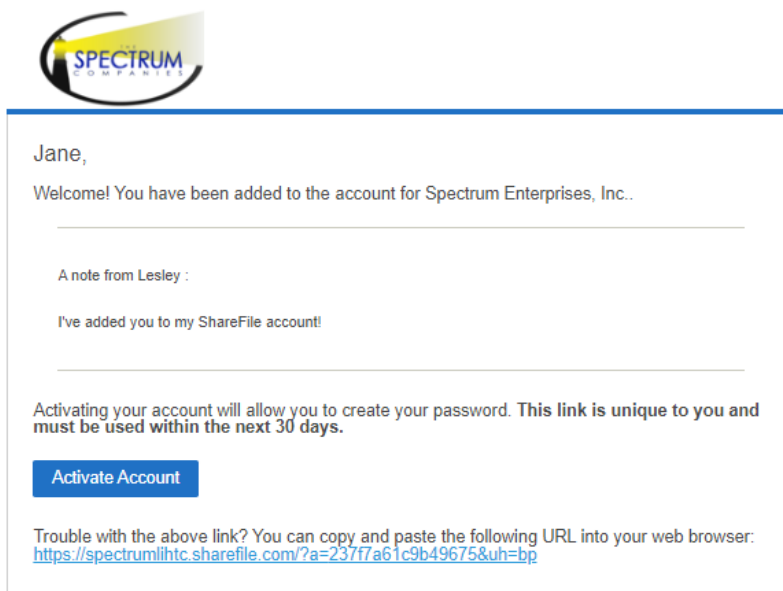 THE
SPECTRUM
COMPANIES
Jane,
Welcome! You have been added to the account for Spectrum Enterprises, Inc..
A note from Lesley :
I've added you to my ShareFile account!
Activating your account will allow you to create your password. This link is unique to you and
must be used within the next 30 days.
Activate Account
Trouble with the above link? You can copy and paste the following URL into your web browser:
https://spectrumlihtc.sharefile.com/?a=237f7a61c9b49675&uh=bp